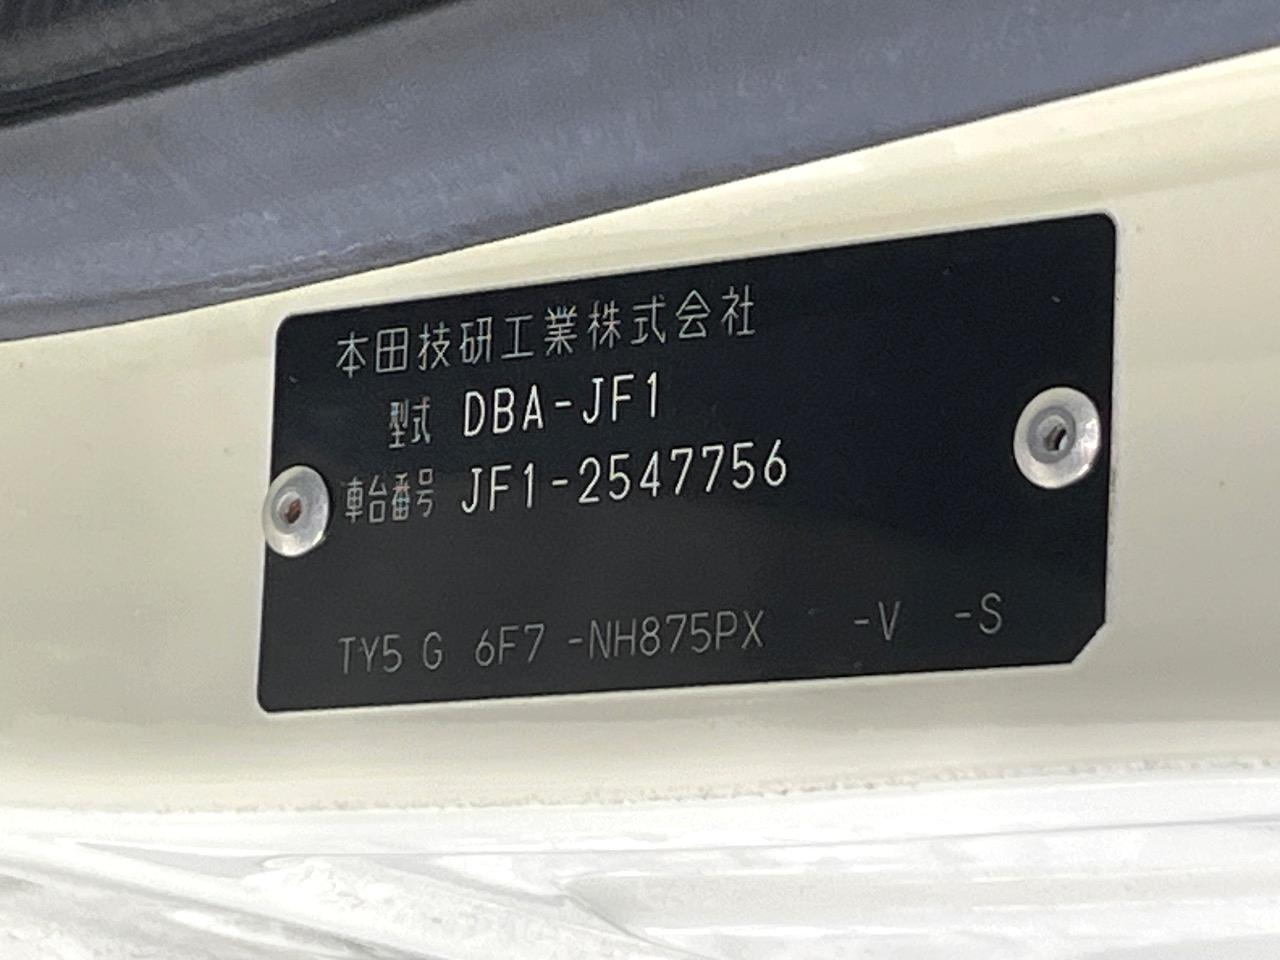 本田技研工業株式会社
型式 DBA-JF1
車台番号 JF1-2547756
TY5 G 6F7 -NH875PX -V -S